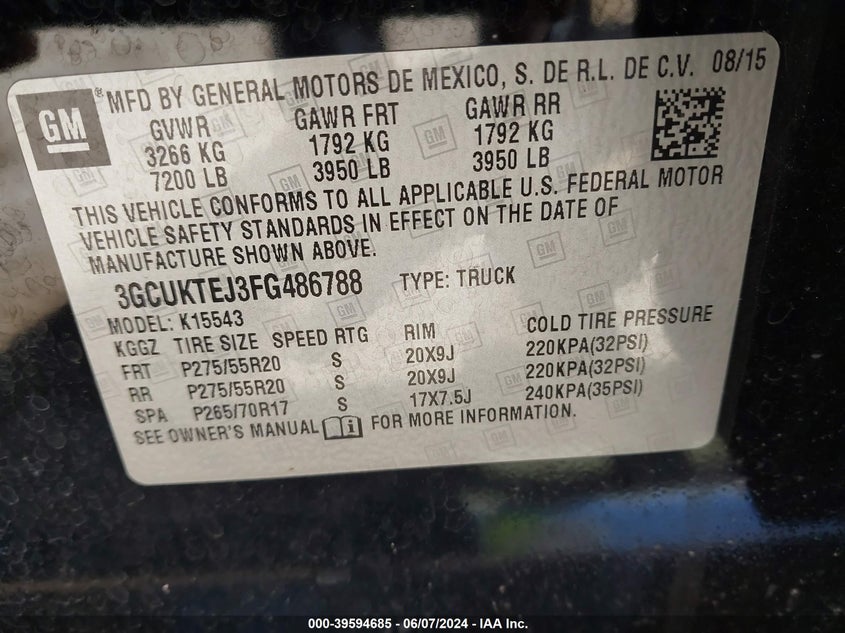 GM
® MFD BY GENERAL MOTORS DE MEXICO, S. DE R.L. DE C.V. 08/15
GVWR GAWR FRT GAWR RR
3266 KG 1792 KG 1792 KG
7200 LB 3950 LB 3950 LB
THIS VEHICLE CONFORMS TO ALL APPLICABLE U.S. FEDERAL MOTOR
VEHICLE SAFETY STANDARDS IN EFFECT ON THE DATE OF
MANUFACTURE SHOWN ABOVE.
3GCUKTEJ3FG486788 TYPE: TRUCK
MODEL: K15543
KGGZ TIRE SIZE SPEED RTG RIM COLD TIRE PRESSURE
FRT P275/55R20 S 20X9J 220KPA(32PSI)
RR P275/55R20 S 20X9J 220KPA(32PSI)
SPA P265/70R17 S 17X7.5J 240KPA(35PSI)
SEE OWNER'S MANUAL FOR MORE INFORMATION.
000-39594685 - 06/07/2024 - IAA Inc.